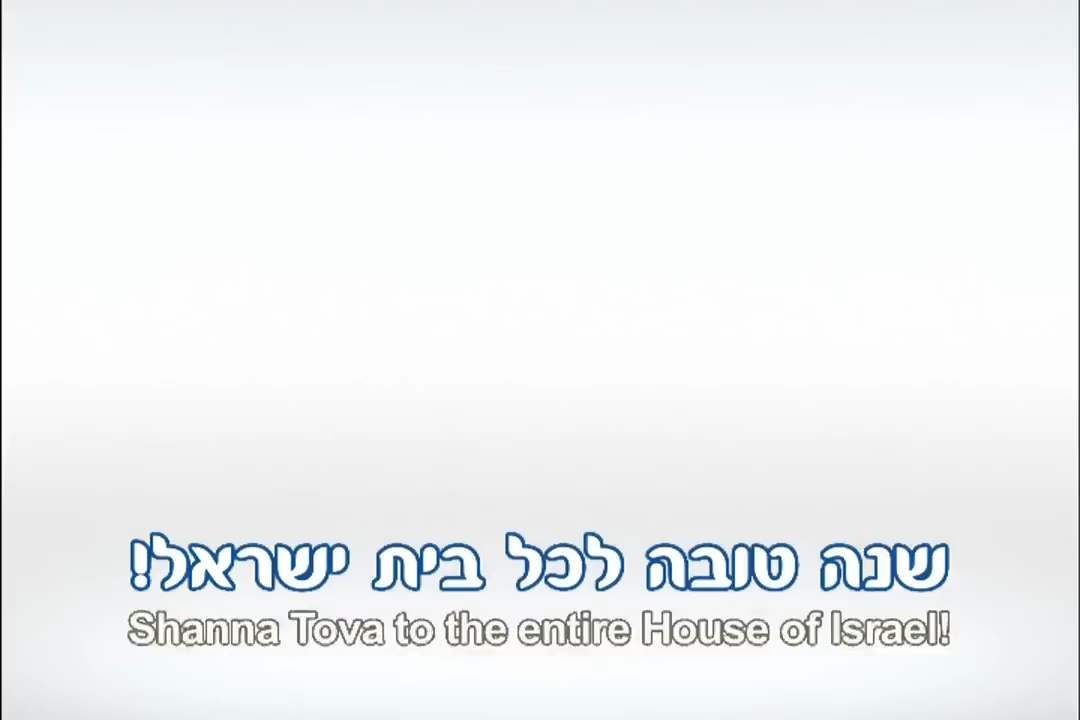 שנה טובה לכל בית ישראל!
Shanna Tova to the entire House of Israel!